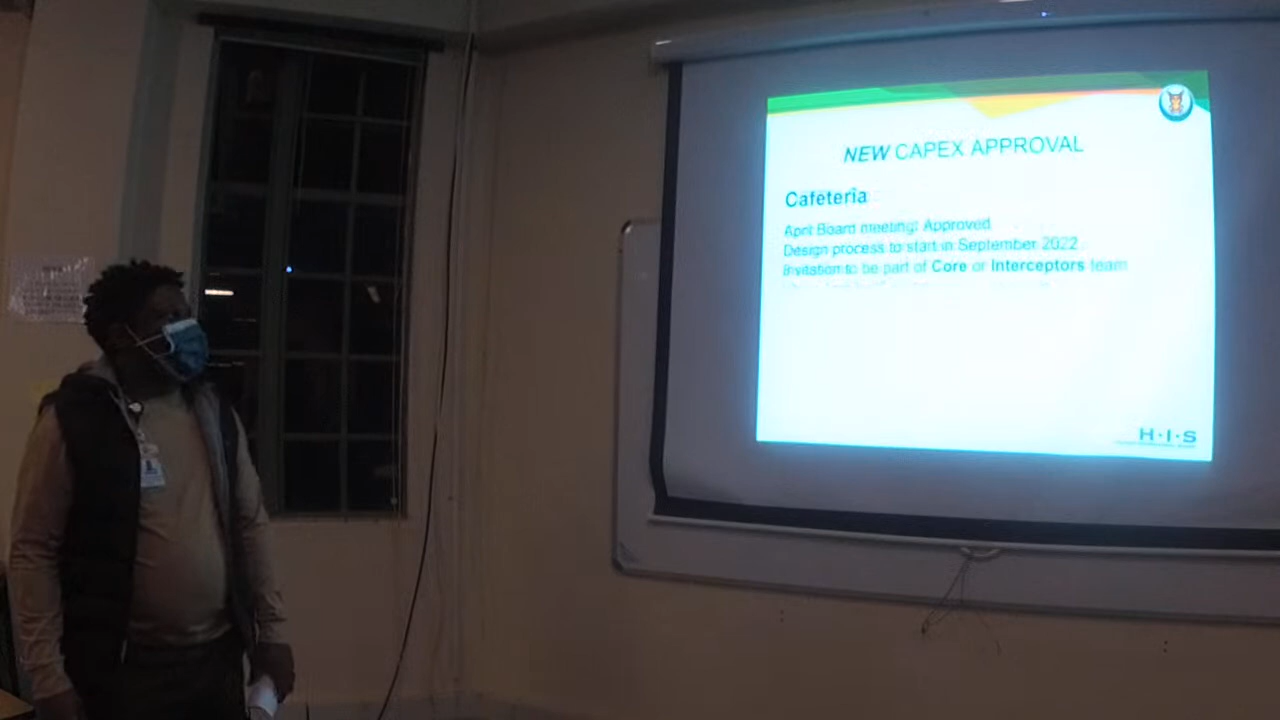 NEW CAPEX APPROVAL
Cafeteria
April Board meeting: Approved
Design process to start in September 2022
Invitation to be part of Core or Interceptors team
H·I·S